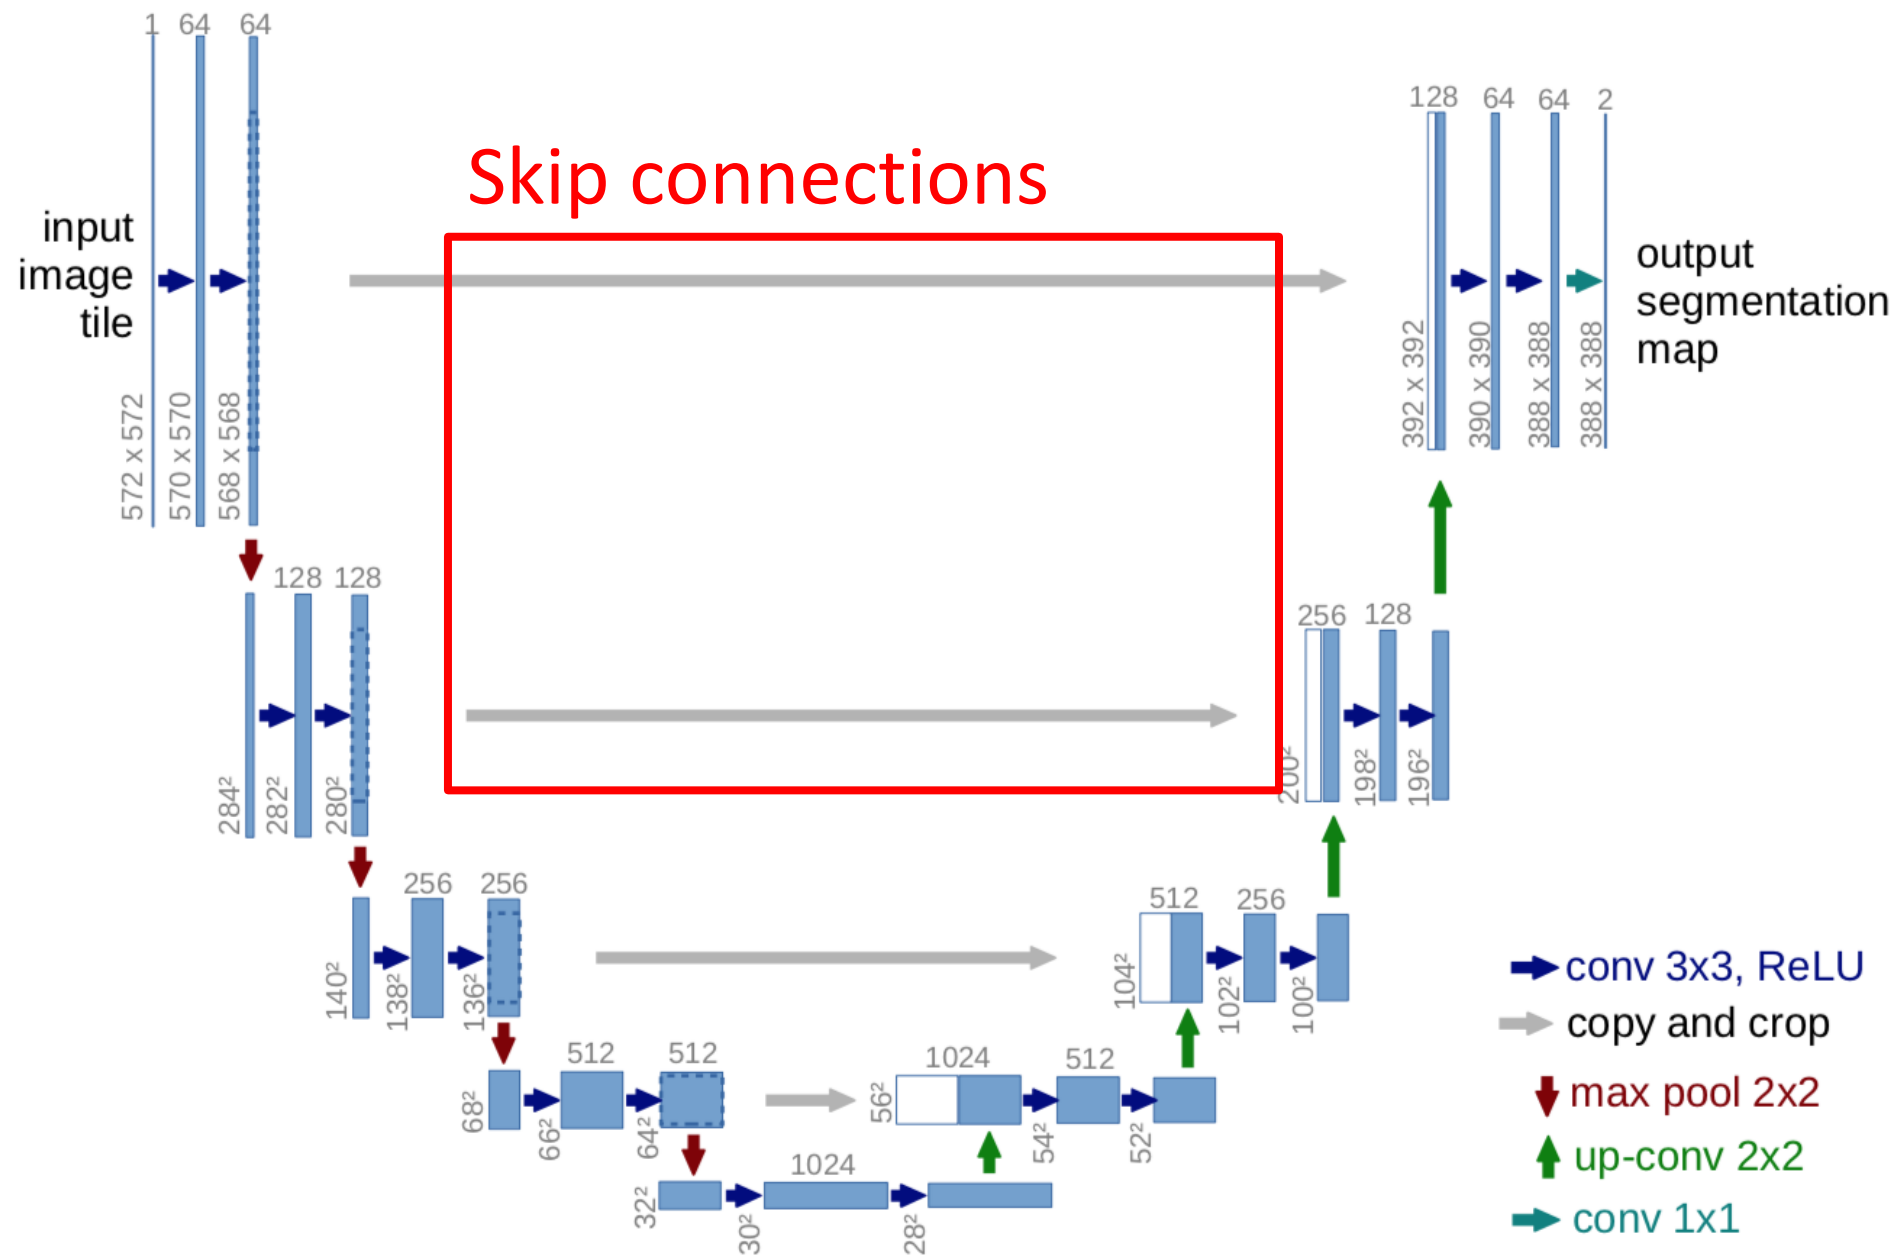 1 64 64
Skip connections
input
image
tile
572 x 572
570 x 570
568 x 568
128 64 64 2
output
segmentation
map
392 x 392
390 x 390
388 x 388
388 x 388
128 128
284²
282²
280²
256 128
200²
198²
196²
256 256
140²
138²
136²
512 256
104²
102²
100²
512 512
68²
66²
64²
1024 512
56²
54²
52²
1024
32²
30²
28²
conv 3x3, ReLU
copy and crop
max pool 2x2
up-conv 2x2
conv 1x1